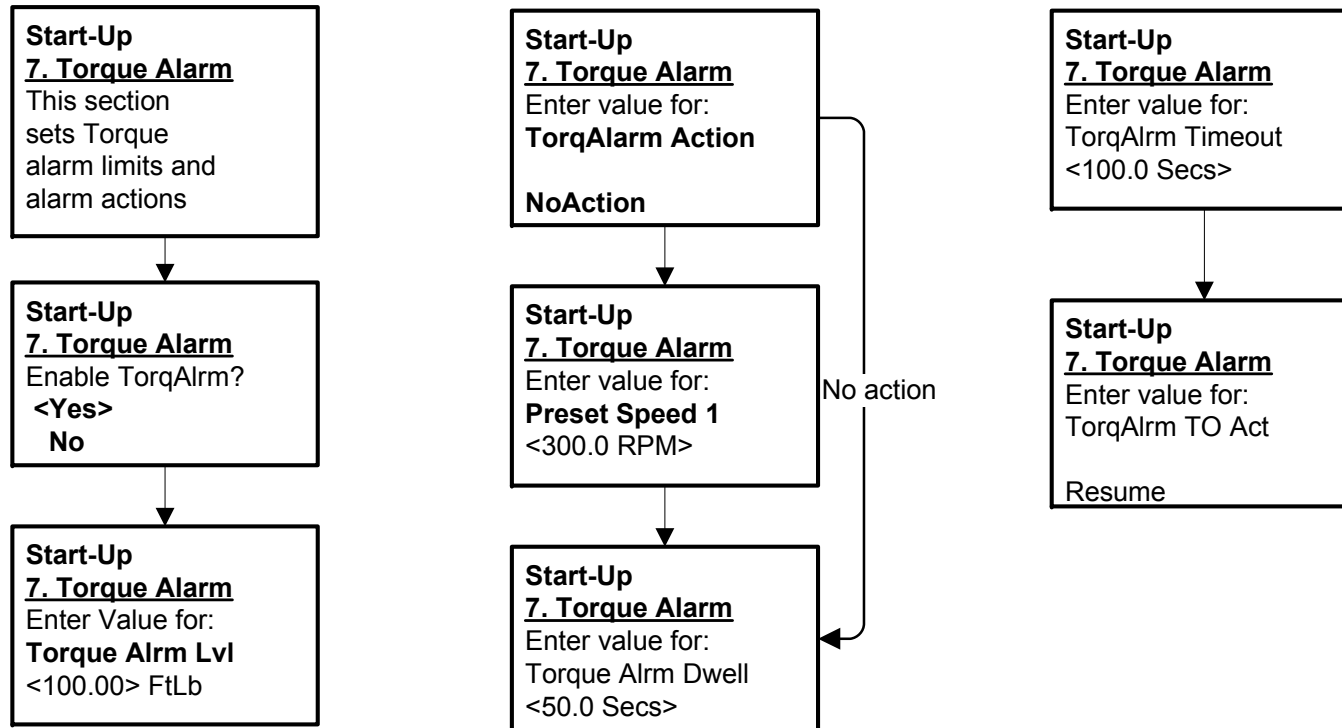 Start-Up
7. Torque Alarm
This section
sets Torque
alarm limits and
alarm actions
Start-Up
7. Torque Alarm
Enable TorqAlrm?
<Yes>
No
Start-Up
7. Torque Alarm
Enter Value for:
Torque Alrm Lvl
<100.00> FtLb
Start-Up
7. Torque Alarm
Enter value for:
TorqAlarm Action
NoAction
Start-Up
7. Torque Alarm
Enter value for:
Preset Speed 1
<300.0 RPM>
No action
Start-Up
7. Torque Alarm
Enter value for:
Torque Alrm Dwell
<50.0 Secs>
Start-Up
7. Torque Alarm
Enter value for:
TorqAlrm Timeout
<100.0 Secs>
Start-Up
7. Torque Alarm
Enter value for:
TorqAlrm TO Act
Resume